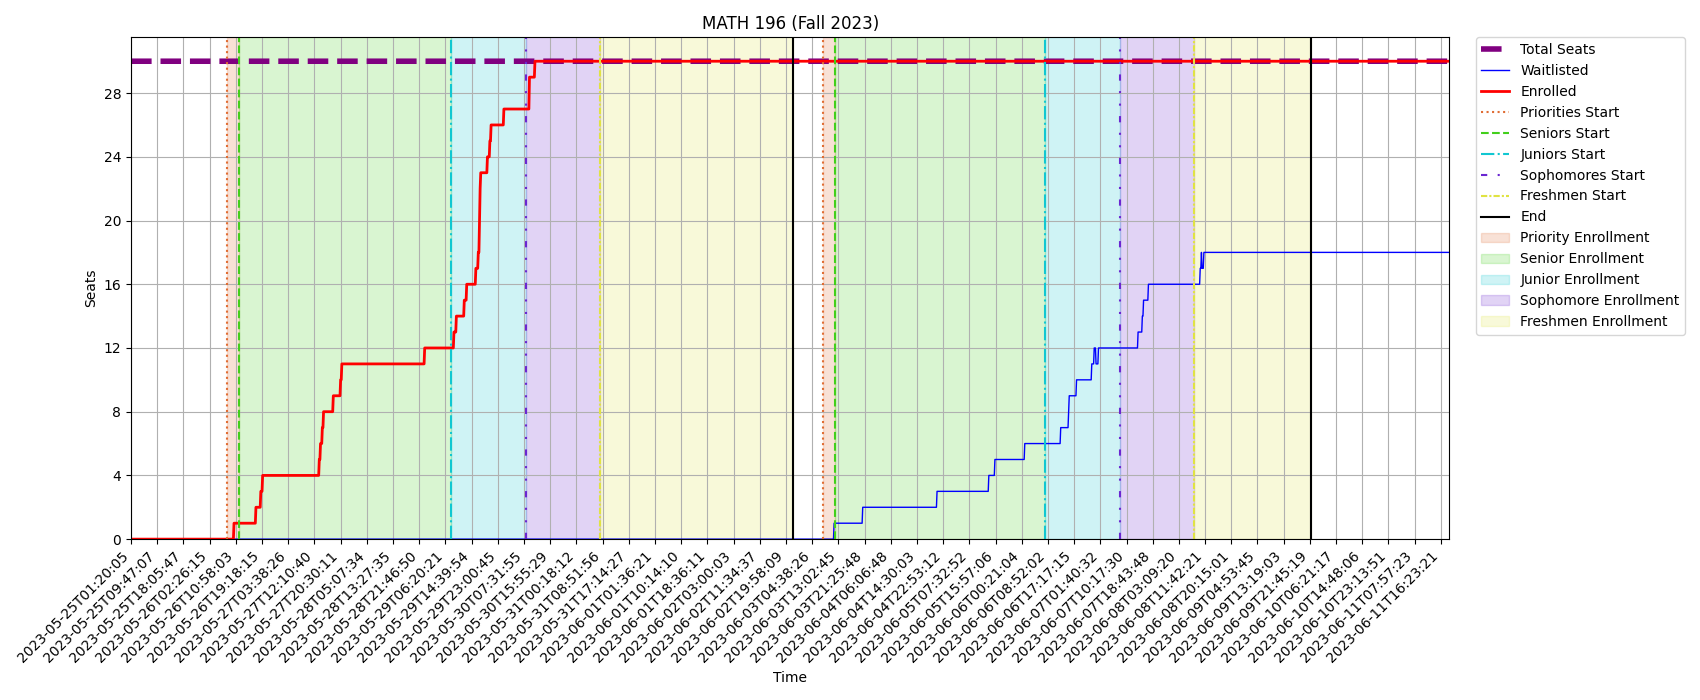 MATH 196 (Fall 2023)
Seats
28
24
20
16
12
8
4
0
2023-05-25T01:20:05
2023-05-25T09:47:07
2023-05-25T18:05:47
2023-05-26T02:26:15
2023-05-26T10:58:03
2023-05-26T19:18:15
2023-05-27T03:38:26
2023-05-27T12:10:40
2023-05-27T20:30:11
2023-05-28T05:07:34
2023-05-28T13:27:35
2023-05-28T21:46:50
2023-05-29T06:20:21
2023-05-29T14:39:54
2023-05-29T23:00:45
2023-05-30T07:31:55
2023-05-30T15:55:29
2023-05-31T00:18:12
2023-05-31T08:51:56
2023-05-31T17:14:27
2023-06-01T01:36:21
2023-06-01T10:14:10
2023-06-01T18:36:11
2023-06-02T03:00:03
2023-06-02T11:34:37
2023-06-02T19:58:09
2023-06-03T04:38:26
2023-06-03T13:02:45
2023-06-03T21:25:48
2023-06-04T06:06:48
2023-06-04T14:30:03
2023-06-04T22:53:12
2023-06-05T07:32:52
2023-06-05T15:57:06
2023-06-06T00:21:04
2023-06-06T08:52:02
2023-06-06T17:17:15
2023-06-07T01:40:32
2023-06-07T10:17:30
2023-06-07T18:43:48
2023-06-08T03:09:20
2023-06-08T11:42:21
2023-06-08T20:15:01
2023-06-09T04:53:45
2023-06-09T13:19:03
2023-06-09T21:45:19
2023-06-10T06:21:17
2023-06-10T14:48:06
2023-06-10T23:13:51
2023-06-11T07:57:23
2023-06-11T16:23:21
Time
Total Seats
Waitlisted
Enrolled
Priorities Start
Seniors Start
Juniors Start
Sophomores Start
Freshmen Start
End
Priority Enrollment
Senior Enrollment
Junior Enrollment
Sophomore Enrollment
Freshmen Enrollment